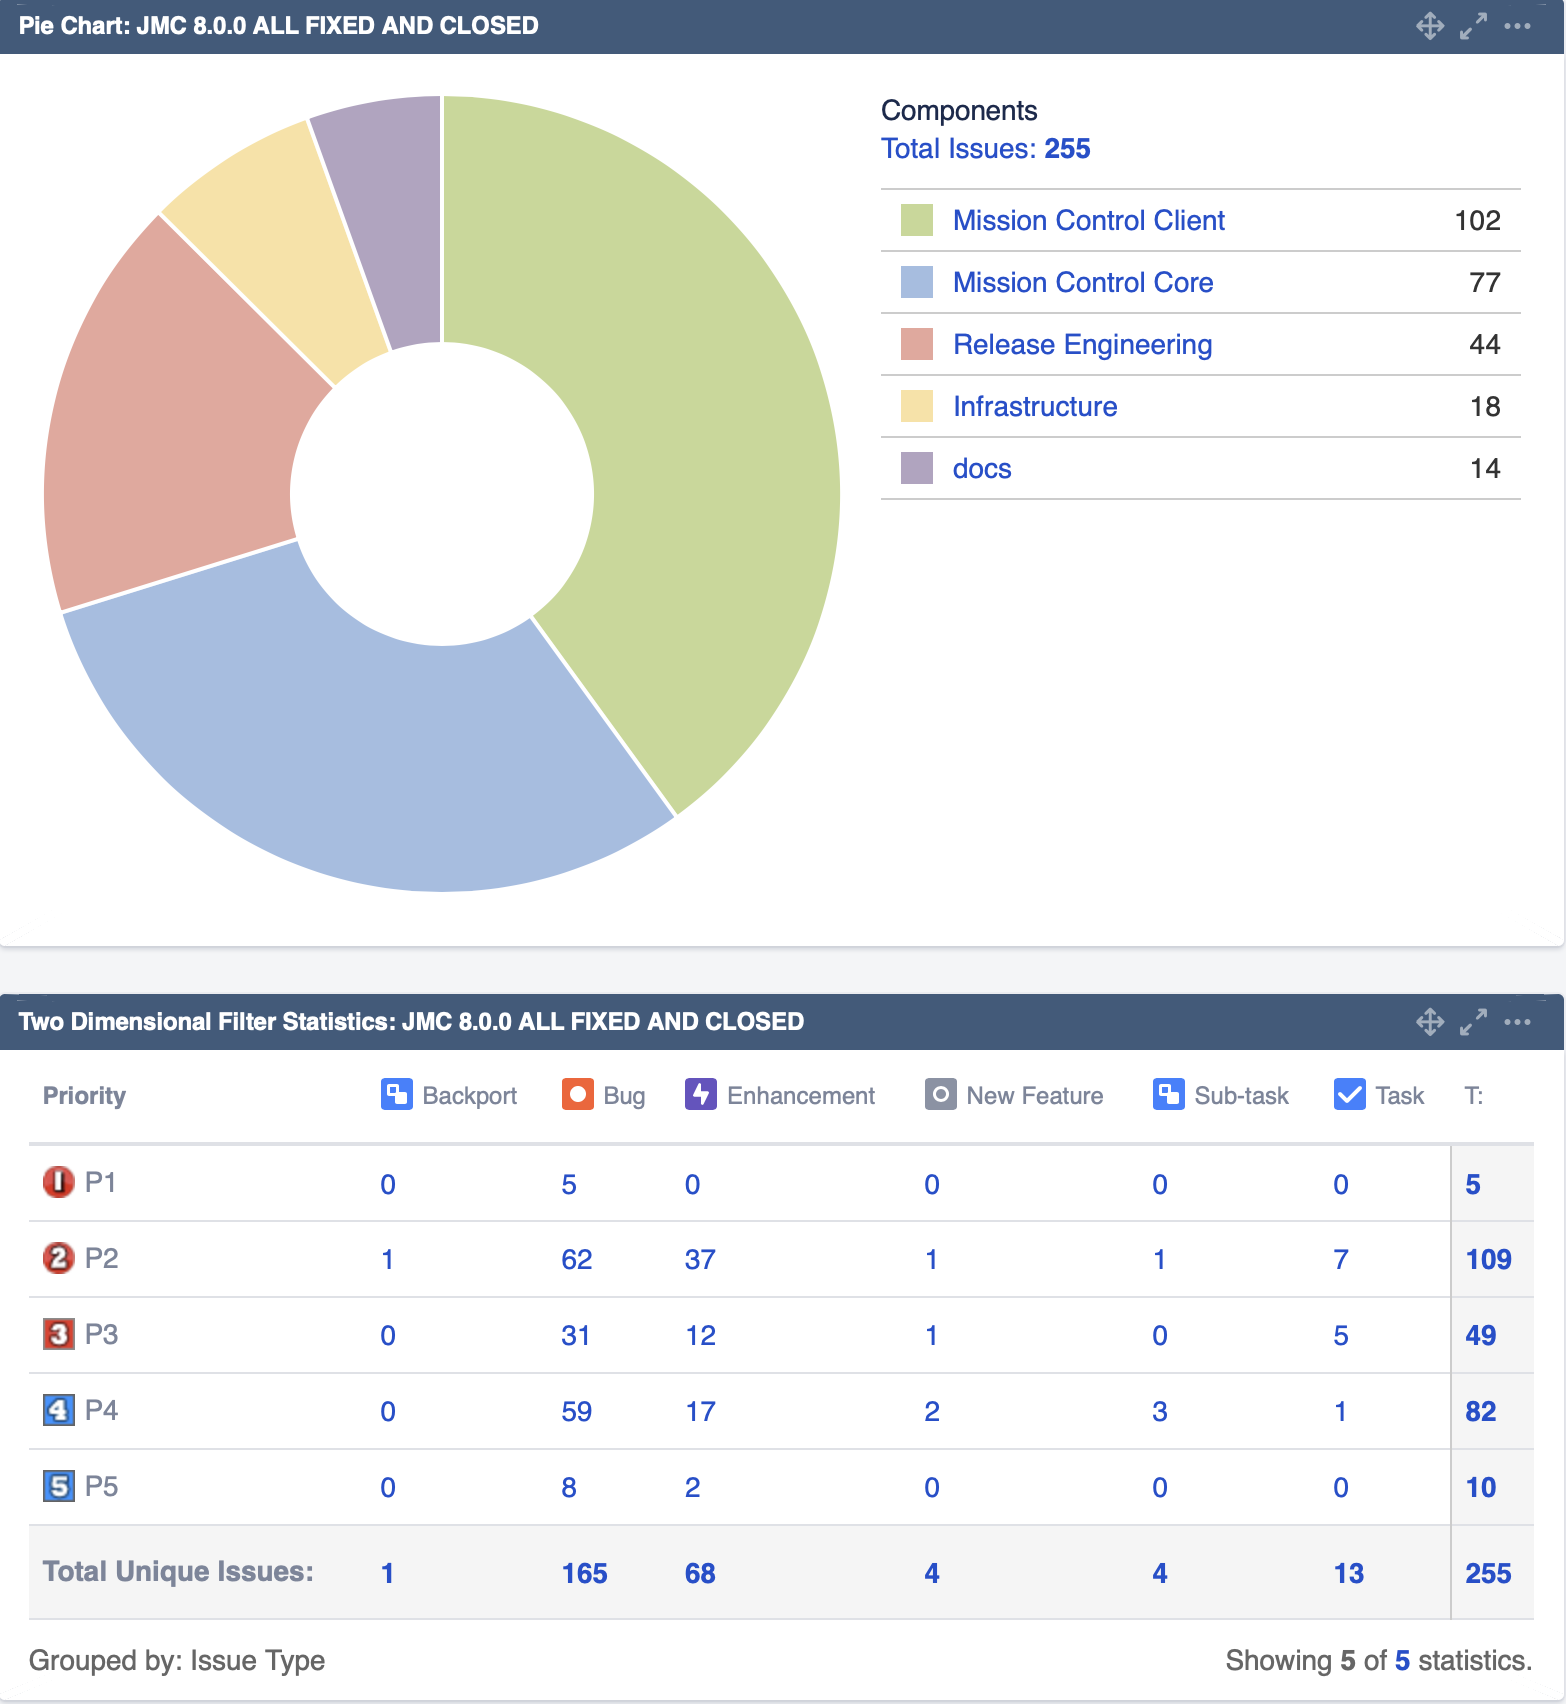 Pie Chart: JMC 8.0.0 ALL FIXED AND CLOSED
Components
Total Issues: 255
Mission Control Client 102
Mission Control Core 77
Release Engineering 44
Infrastructure 18
docs 14
Two Dimensional Filter Statistics: JMC 8.0.0 ALL FIXED AND CLOSED
Priority Backport Bug Enhancement New Feature Sub-task Task T:
1 P1 0 5 0 0 0 0 5
2 P2 1 62 37 1 1 7 109
3 P3 0 31 12 1 0 5 49
4 P4 0 59 17 2 3 1 82
5 P5 0 8 2 0 0 0 10
Total Unique Issues: 1 165 68 4 4 13 255
Grouped by: Issue Type Showing 5 of 5 statistics.